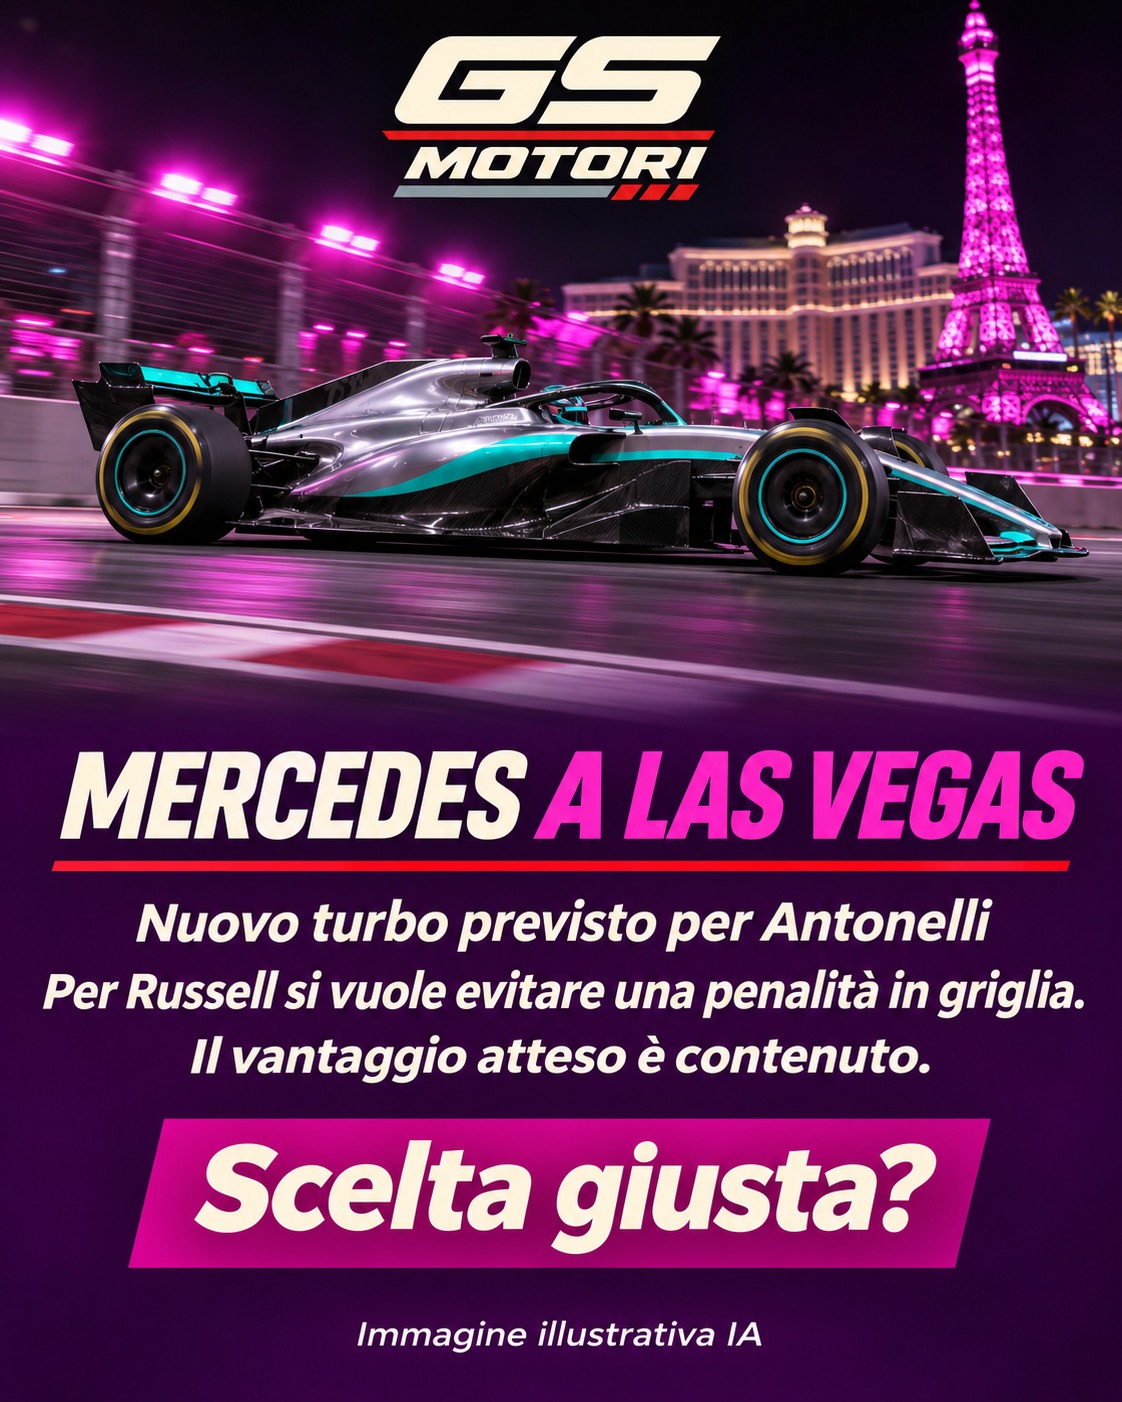 GS
MOTORI
MERCEDES A LAS VEGAS
Nuovo turbo previsto per Antonelli
Per Russell si vuole evitare una penalità in griglia.
Il vantaggio atteso è contenuto.
Scelta giusta?
Immagine illustrativa IA